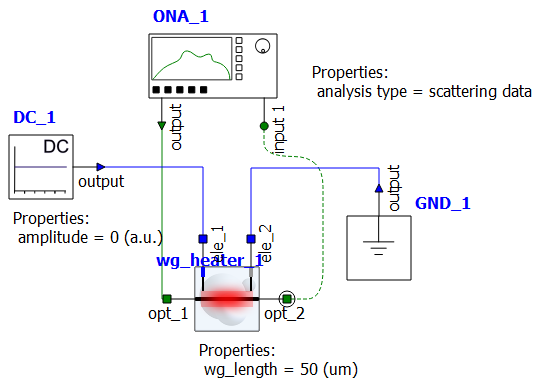 ONA_1
Properties:
analysis type = scattering data
output
input 1
DC_1
DC
output
Properties:
amplitude = 0 (a.u.)
output
GND_1
ele_1
ele_2
wg_heater_1
opt_1
opt_2
Properties:
wg_length = 50 (um)